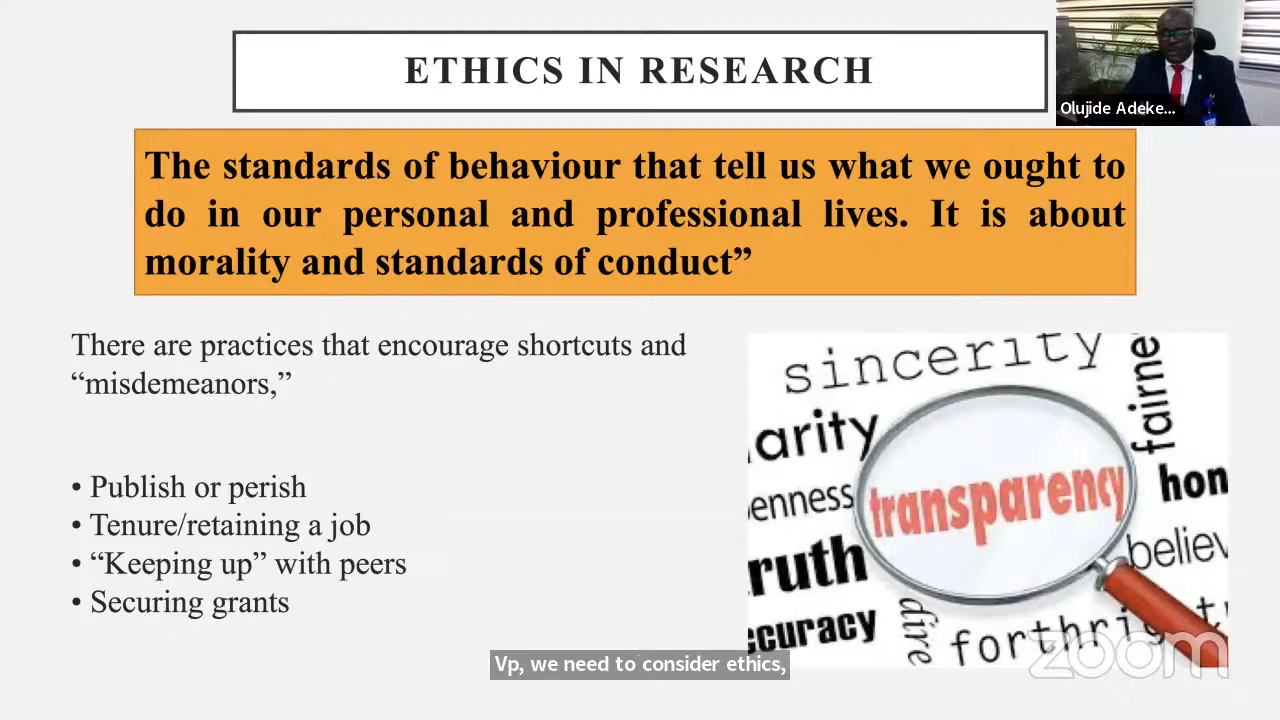 ETHICS IN RESEARCH
Olujide Adeke...
The standards of behaviour that tell us what we ought to
do in our personal and professional lives. It is about
morality and standards of conduct”
There are practices that encourage shortcuts and
“misdemeanors,”
• Publish or perish
• Tenure/retaining a job
• “Keeping up” with peers
• Securing grants
sincerity
fairne
larity
transparency
hon
enness
believ
ruth
dire
ccuracy
forthright
zoom
Vp, we need to consider ethics,